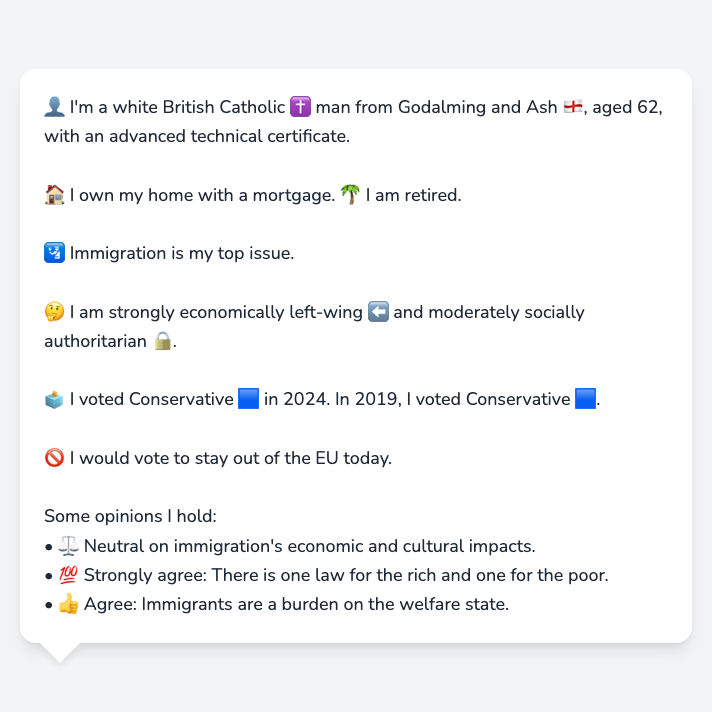 👤 I'm a white British Catholic ✝️ man from Godalming and Ash 🏴󠁧󠁢󠁥󠁮󠁧󠁿, aged 62,
with an advanced technical certificate.
🏠 I own my home with a mortgage. 🌴 I am retired.
🛂 Immigration is my top issue.
🤔 I am strongly economically left-wing ⬅️ and moderately socially
authoritarian 🔒.
🗳️ I voted Conservative 🟦 in 2024. In 2019, I voted Conservative 🟦.
🚫 I would vote to stay out of the EU today.
Some opinions I hold:
• ⚖️ Neutral on immigration's economic and cultural impacts.
• 💯 Strongly agree: There is one law for the rich and one for the poor.
• 👍 Agree: Immigrants are a burden on the welfare state.